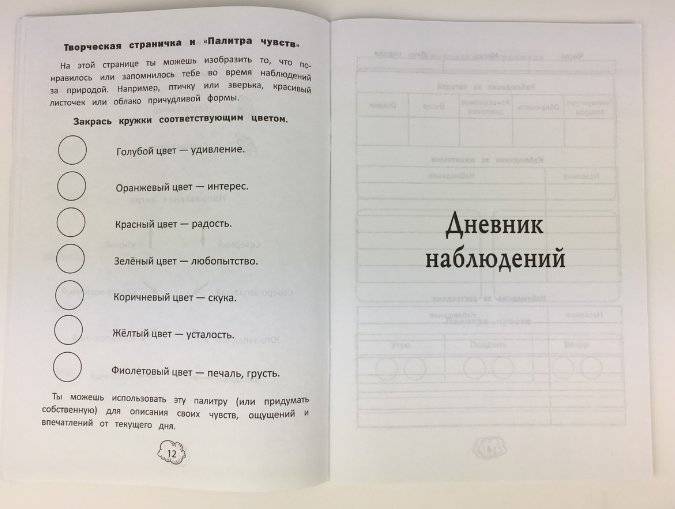 Творческая страничка и «Палитра чувств»
На этой странице ты можешь изобразить то, что по-
нравилось или запомнилось тебе во время наблюдений
за природой. Например, птичку или зверька, красивый
листочек или облако причудливой формы.
Закрась кружки соответствующим цветом.
Голубой цвет — удивление.
Оранжевый цвет — интерес.
Красный цвет — радость.
Зелёный цвет — любопытство.
Коричневый цвет — скука.
Жёлтый цвет — усталость.
Фиолетовый цвет — печаль, грусть.
Ты можешь использовать эту палитру (или придумать
собственную) для описания своих чувств, ощущений и
впечатлений от текущего дня.
12
Дневник
наблюдений